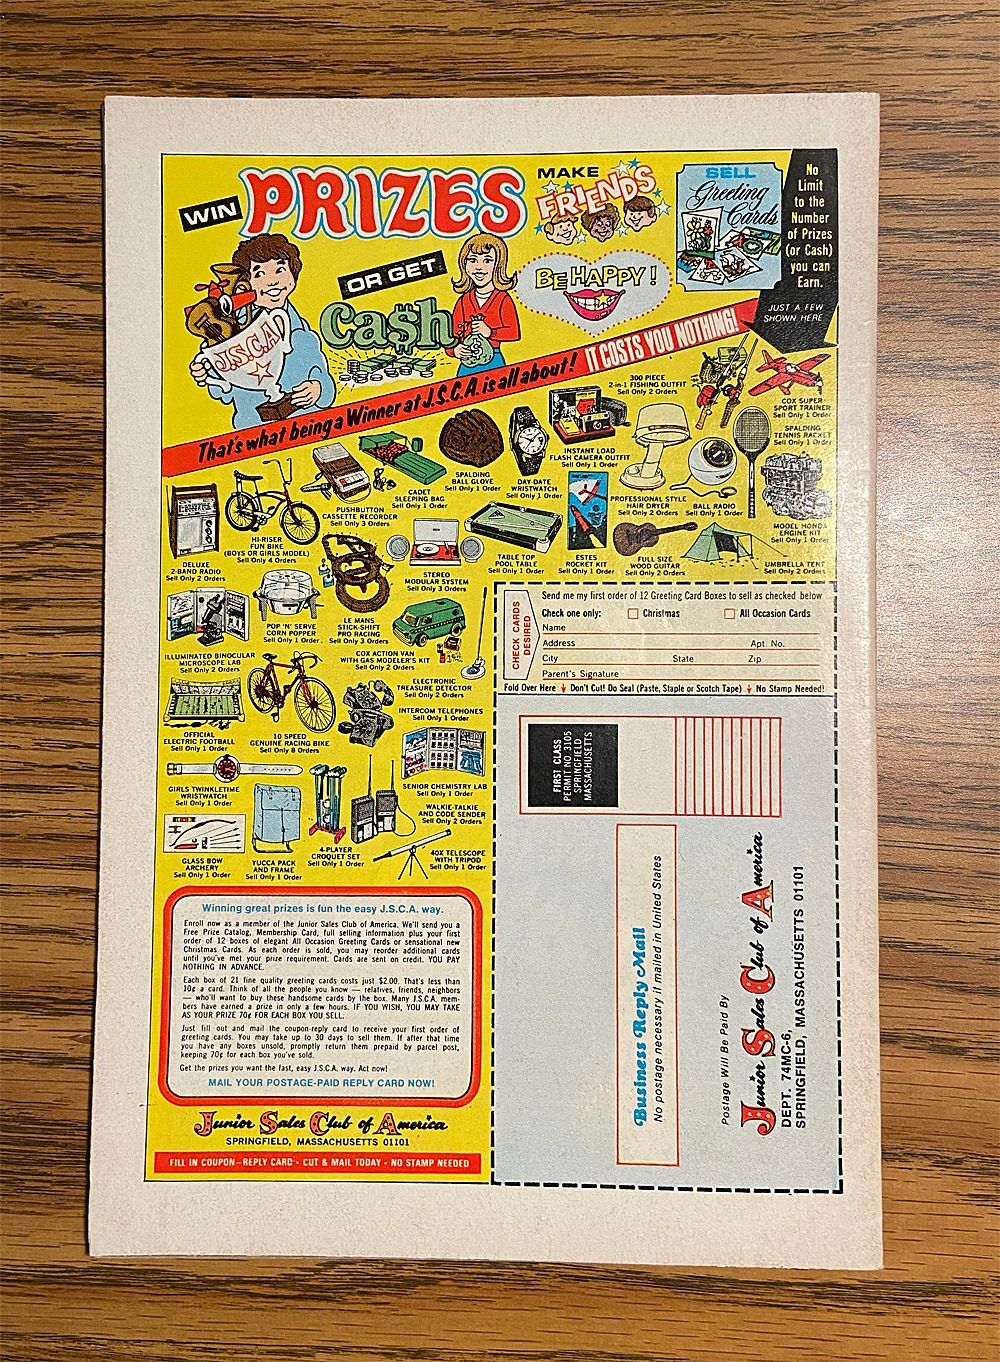 WIN PRIZES
MAKE
FRIENDS
OR GET
Ca$h
BE HAPPY!
SELL
Greeting
Cards
No
Limit
to the
Number
of Prizes
(or Cash)
you can
Earn.
JUST A FEW
SHOWN HERE
J.S.C.A.
That's what being a Winner at J.S.C.A. is all about! IT COSTS YOU NOTHING!
300 PIECE
2-in-1 FISHING OUTFIT
Sell Only 2 Orders
COX SUPER-
SPORT TRAINER
Sell Only 1 Order
SPALDING
TENNIS RACKET
Sell Only 1 Order
INSTANT LOAD
FLASH CAMERA OUTFIT
Sell Only 1 Order
SPALDING
BALL GLOVE
Sell Only 1 Order
DAY-DATE
WRISTWATCH
Sell Only 1 Order
CADET
SLEEPING BAG
Sell Only 1 Order
PROFESSIONAL STYLE
HAIR DRYER
Sell Only 2 Orders
BALL RADIO
Sell Only 1 Order
PUSHBUTTON
CASSETTE RECORDER
Sell Only 3 Orders
MODEL HONDA
ENGINE KIT
Sell Only 1 Order
HI-RISER
FUN BIKE
(BOYS OR GIRLS MODEL)
Sell Only 4 Orders
DELUXE
2-BAND RADIO
Sell Only 2 Orders
TABLE TOP
POOL TABLE
Sell Only 1 Order
ESTES
ROCKET KIT
Sell Only 1 Order
FULL SIZE
WOOD GUITAR
Sell Only 2 Orders
UMBRELLA TENT
Sell Only 2 Orders
STEREO
MODULAR SYSTEM
Sell Only 3 Orders
POP 'N' SERVE
CORN POPPER
Sell Only 1 Order
LE MANS
STICK-SHIFT
PRO RACING
Sell Only 3 Orders
ILLUMINATED BINOCULAR
MICROSCOPE LAB
Sell Only 2 Orders
COX ACTION VAN
WITH GAS MODELER'S KIT
Sell Only 2 Orders
ELECTRONIC
TREASURE DETECTOR
Sell Only 2 Orders
INTERCOM TELEPHONES
Sell Only 1 Order
OFFICIAL
ELECTRIC FOOTBALL
Sell Only 1 Order
10 SPEED
GENUINE RACING BIKE
Sell Only 8 Orders
GIRLS TWINKLETIME
WRISTWATCH
Sell Only 1 Order
SENIOR CHEMISTRY LAB
Sell Only 1 Order
WALKIE-TALKIE
AND CODE SENDER
Sell Only 2 Order
GLASS BOW
ARCHERY
Sell Only 1 Order
YUCCA PACK
AND FRAME
Sell Only 1 Order
4-PLAYER
CROQUET SET
Sell Only 1 Order
40X TELESCOPE
WITH TRIPOD
Sell Only 1 Order
Winning great prizes is fun the easy J.S.C.A. way.
Enroll now as a member of the Junior Sales Club of America. We'll send you a
Free Prize Catalog, Membership Card, full selling information plus your first
order of 12 boxes of elegant All Occasion Greeting Cards or sensational new
Christmas Cards. As each order is sold, you may reorder additional cards
until you've met your prize requirement. Cards are sent on credit. YOU PAY
NOTHING IN ADVANCE.
Each box of 21 fine quality greeting cards costs just $2.00. That's less than
10¢ a card. Think of all the people you know — relatives, friends, neighbors
— who'll want to buy these handsome cards by the box. Many J.S.C.A. mem-
bers have earned a prize in only a few hours. IF YOU WISH, YOU MAY TAKE
AS YOUR PRIZE 70¢ FOR EACH BOX YOU SELL.
Just fill out and mail the coupon-reply card to receive your first order of
greeting cards. You may take up to 30 days to sell them. If after that time
you have any boxes unsold, promptly return them prepaid by parcel post,
keeping 70¢ for each box you've sold.
Get the prizes you want the fast, easy J.S.C.A. way. Act now!
MAIL YOUR POSTAGE-PAID REPLY CARD NOW!
Junior Sales Club of America
SPRINGFIELD, MASSACHUSETTS 01101
FILL IN COUPON—REPLY CARD - CUT & MAIL TODAY - NO STAMP NEEDED
CHECK CARDS
DESIRED
Send me my first order of 12 Greeting Card Boxes to sell as checked below
Check one only: Christmas All Occasion Cards
Name
Address Apt. No.
City State Zip
Parent's Signature
Fold Over Here Don't Cut! Do Seal (Paste, Staple or Scotch Tape) No Stamp Needed!
FIRST CLASS
PERMIT NO. 3105
SPRINGFIELD
MASSACHUSETTS
Business Reply Mail
No postage necessary if mailed in United States
Postage Will Be Paid By
Junior Sales Club of America
DEPT. 74MC-6,
SPRINGFIELD, MASSACHUSETTS 01101